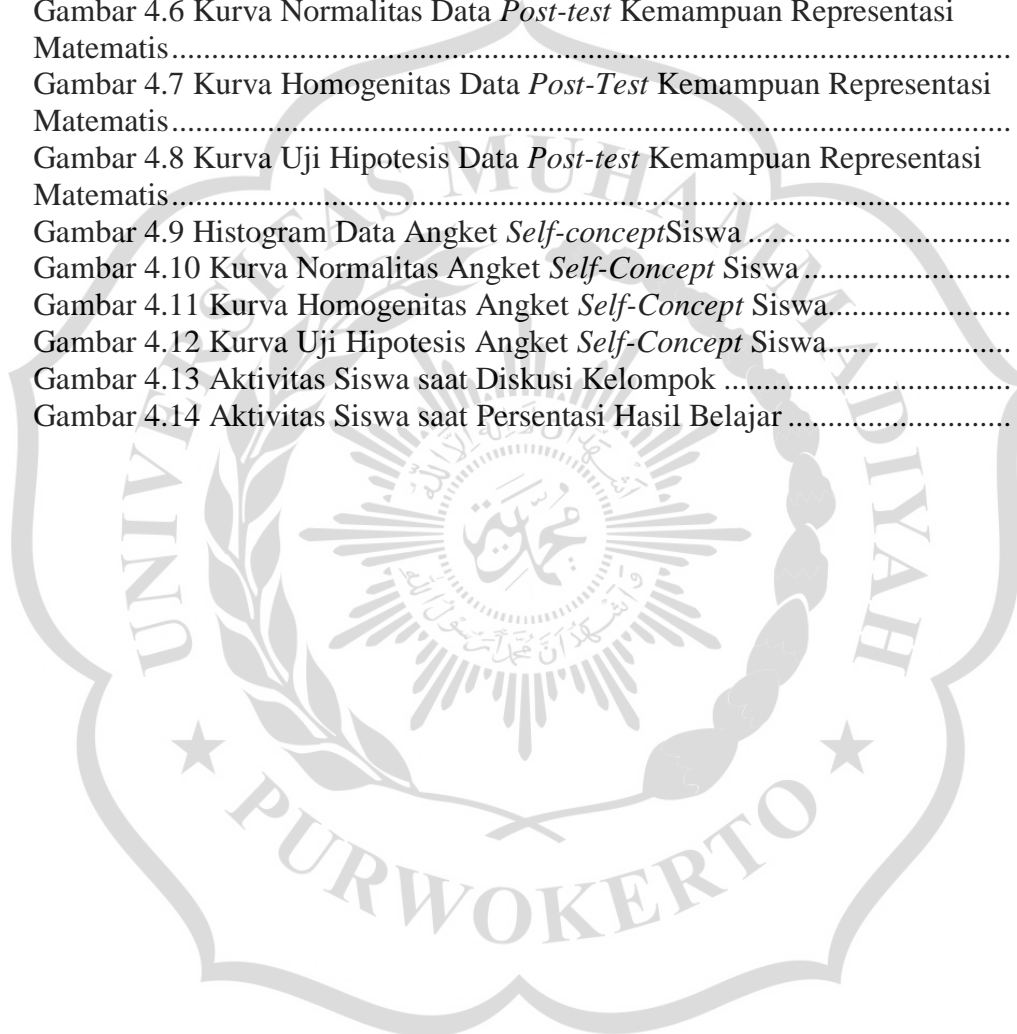 Gambar 4.6 Kurva Normalitas Data Post-test Kemampuan Representasi
Matematis.........................................................................................................
Gambar 4.7 Kurva Homogenitas Data Post-Test Kemampuan Representasi
Matematis.........................................................................................................
Gambar 4.8 Kurva Uji Hipotesis Data Post-test Kemampuan Representasi
Matematis.........................................................................................................
Gambar 4.9 Histogram Data Angket Self-conceptSiswa .................................
Gambar 4.10 Kurva Normalitas Angket Self-Concept Siswa ..........................
Gambar 4.11 Kurva Homogenitas Angket Self-Concept Siswa.......................
Gambar 4.12 Kurva Uji Hipotesis Angket Self-Concept Siswa.......................
Gambar 4.13 Aktivitas Siswa saat Diskusi Kelompok ....................................
Gambar 4.14 Aktivitas Siswa saat Persentasi Hasil Belajar ............................
UNIVERSITAS MUHAMMADIYAH
PURWOKERTO